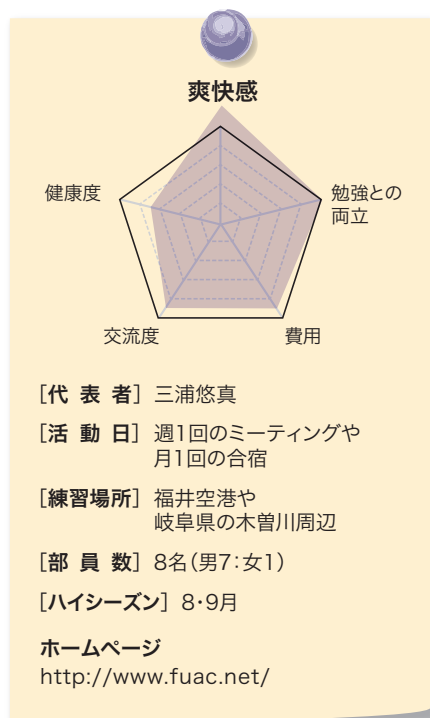 爽快感
健康度
勉強との
両立
交流度
費用
［代 表 者］三浦悠真
［活 動 日］週1回のミーティングや
月1回の合宿
［練習場所］福井空港や
岐阜県の木曽川周辺
［部 員 数］8名（男7：女1）
［ハイシーズン］8・9月
ホームページ
http://www.fuac.net/